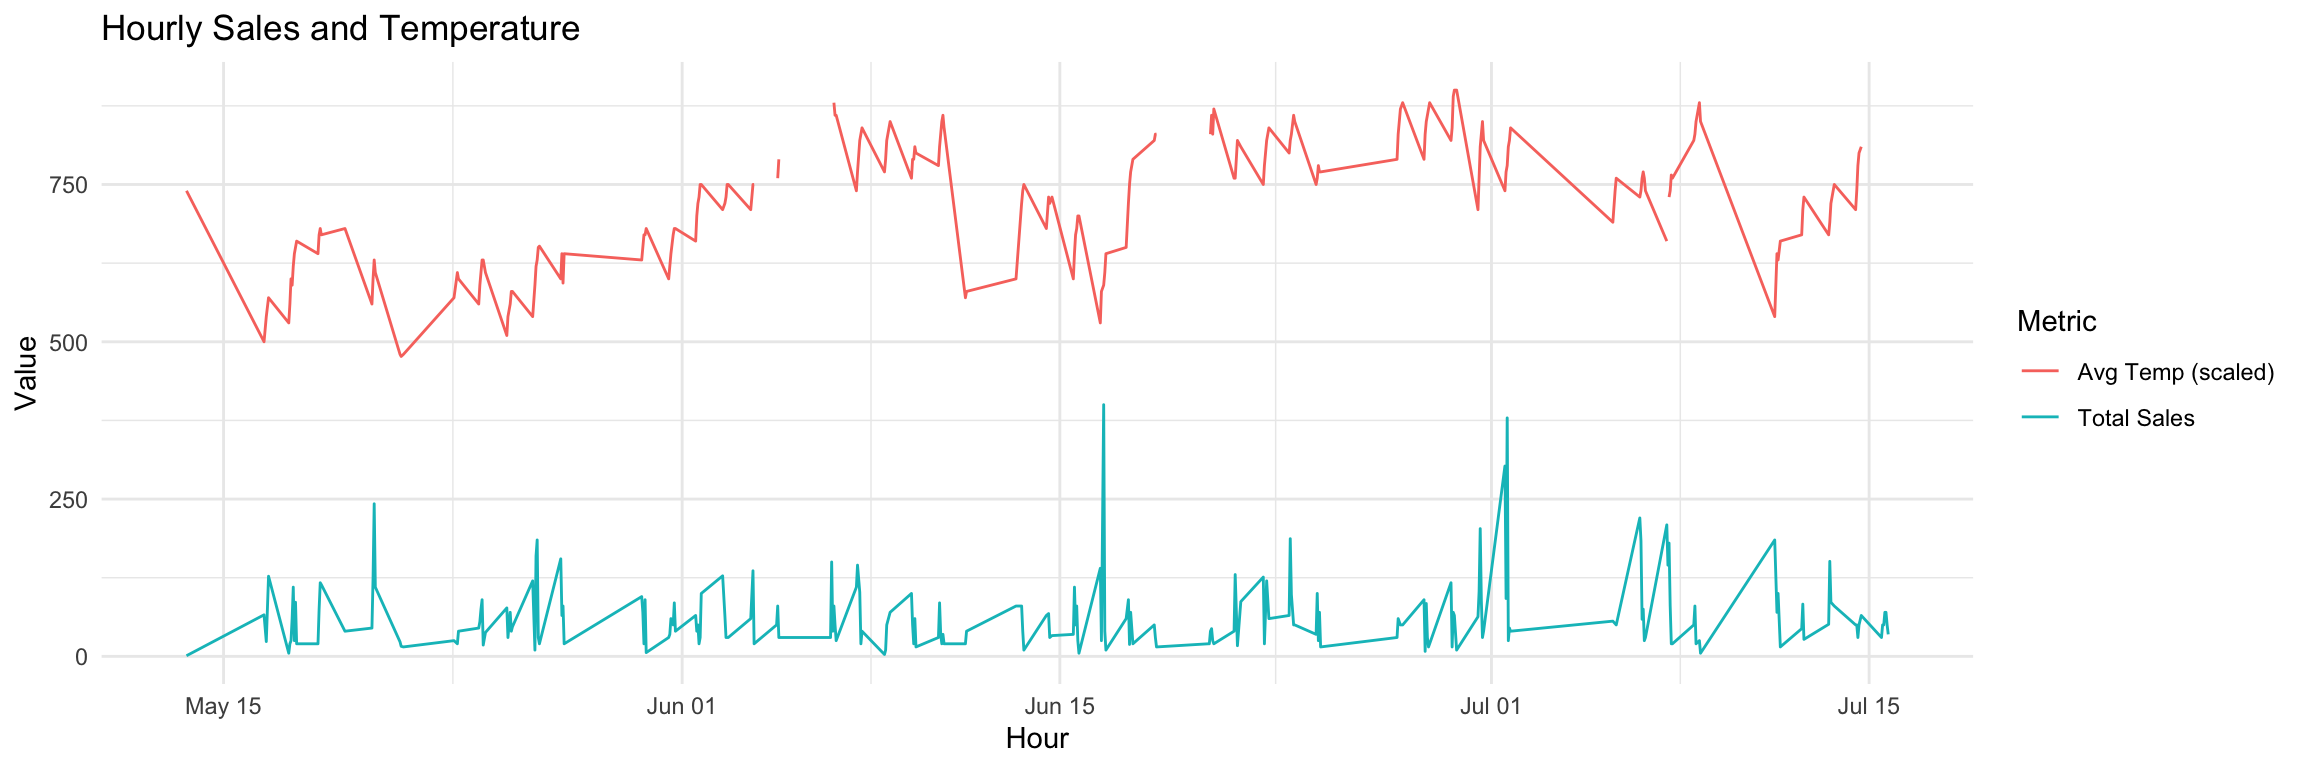 Hourly Sales and Temperature
750
500
250
0
Value
May 15
Jun 01
Jun 15
Jul 01
Jul 15
Hour
Metric
Avg Temp (scaled)
Total Sales